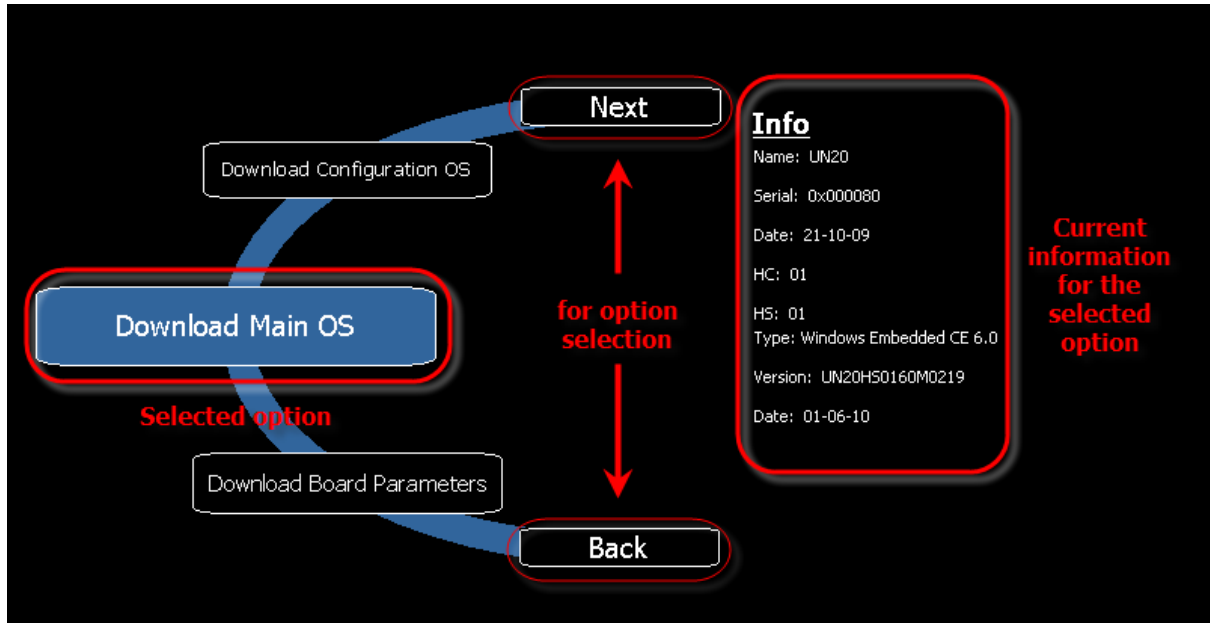 Next
Download Configuration OS
Download Main OS
Selected option
Download Board Parameters
Back
for option
selection
Info
Name: UN20
Serial: 0x000080
Date: 21-10-09
HC: 01
HS: 01
Type: Windows Embedded CE 6.0
Version: UN20HS0160M0219
Date: 01-06-10
Current
information
for the
selected
option